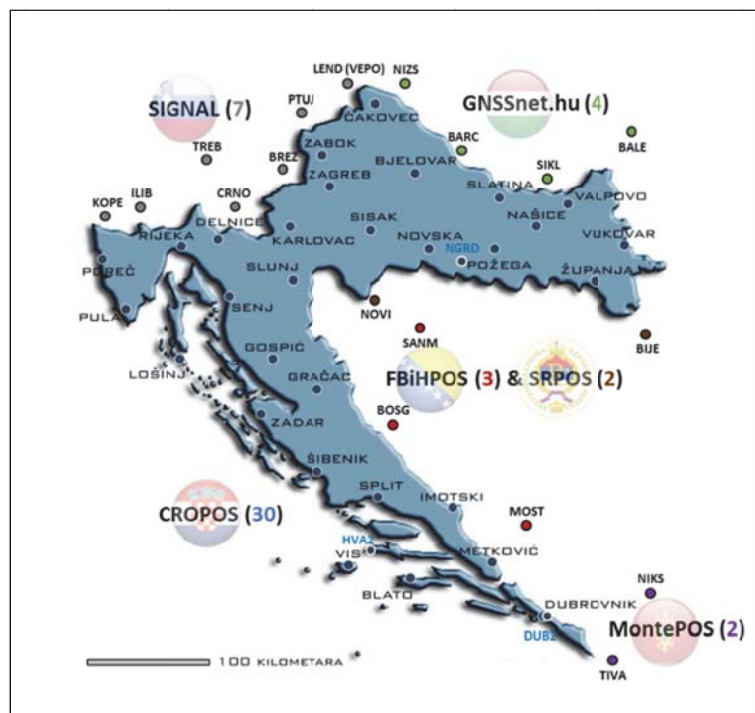 LEND (VEPO)
NIZS
PTUJ
SIGNAL (7)
GNSSnet.hu (4)
ČAKOVEC
TREB
BREZ
ZABOK
BJELOVAR
BARC
BALE
ZAGREB
SIKL
SLATINA
VALPOVO
KOPE
ILIB
CRNO
DELNICE
RIJEKA
SISAK
NAŠICE
KARLOVAC
NOVSKA
NGRD
VUKOVAR
POREČ
POŽEGA
SLUNJ
ŽUPANJA
PULA
SENJ
NOVI
SANM
BIJE
GOSPIĆ
LOŠINJ
FBiHPOS (3) & SRPOS (2)
GRAČAC
BOSG
ZADAR
ŠIBENIK
SPLIT
IMOTSKI
CROPOS (30)
MOST
HVA2
VIS
METKOVIĆ
BLATO
NIKS
DUBROVNIK
DUB2
MontePOS (2)
100 KILOMETARA
TIVA